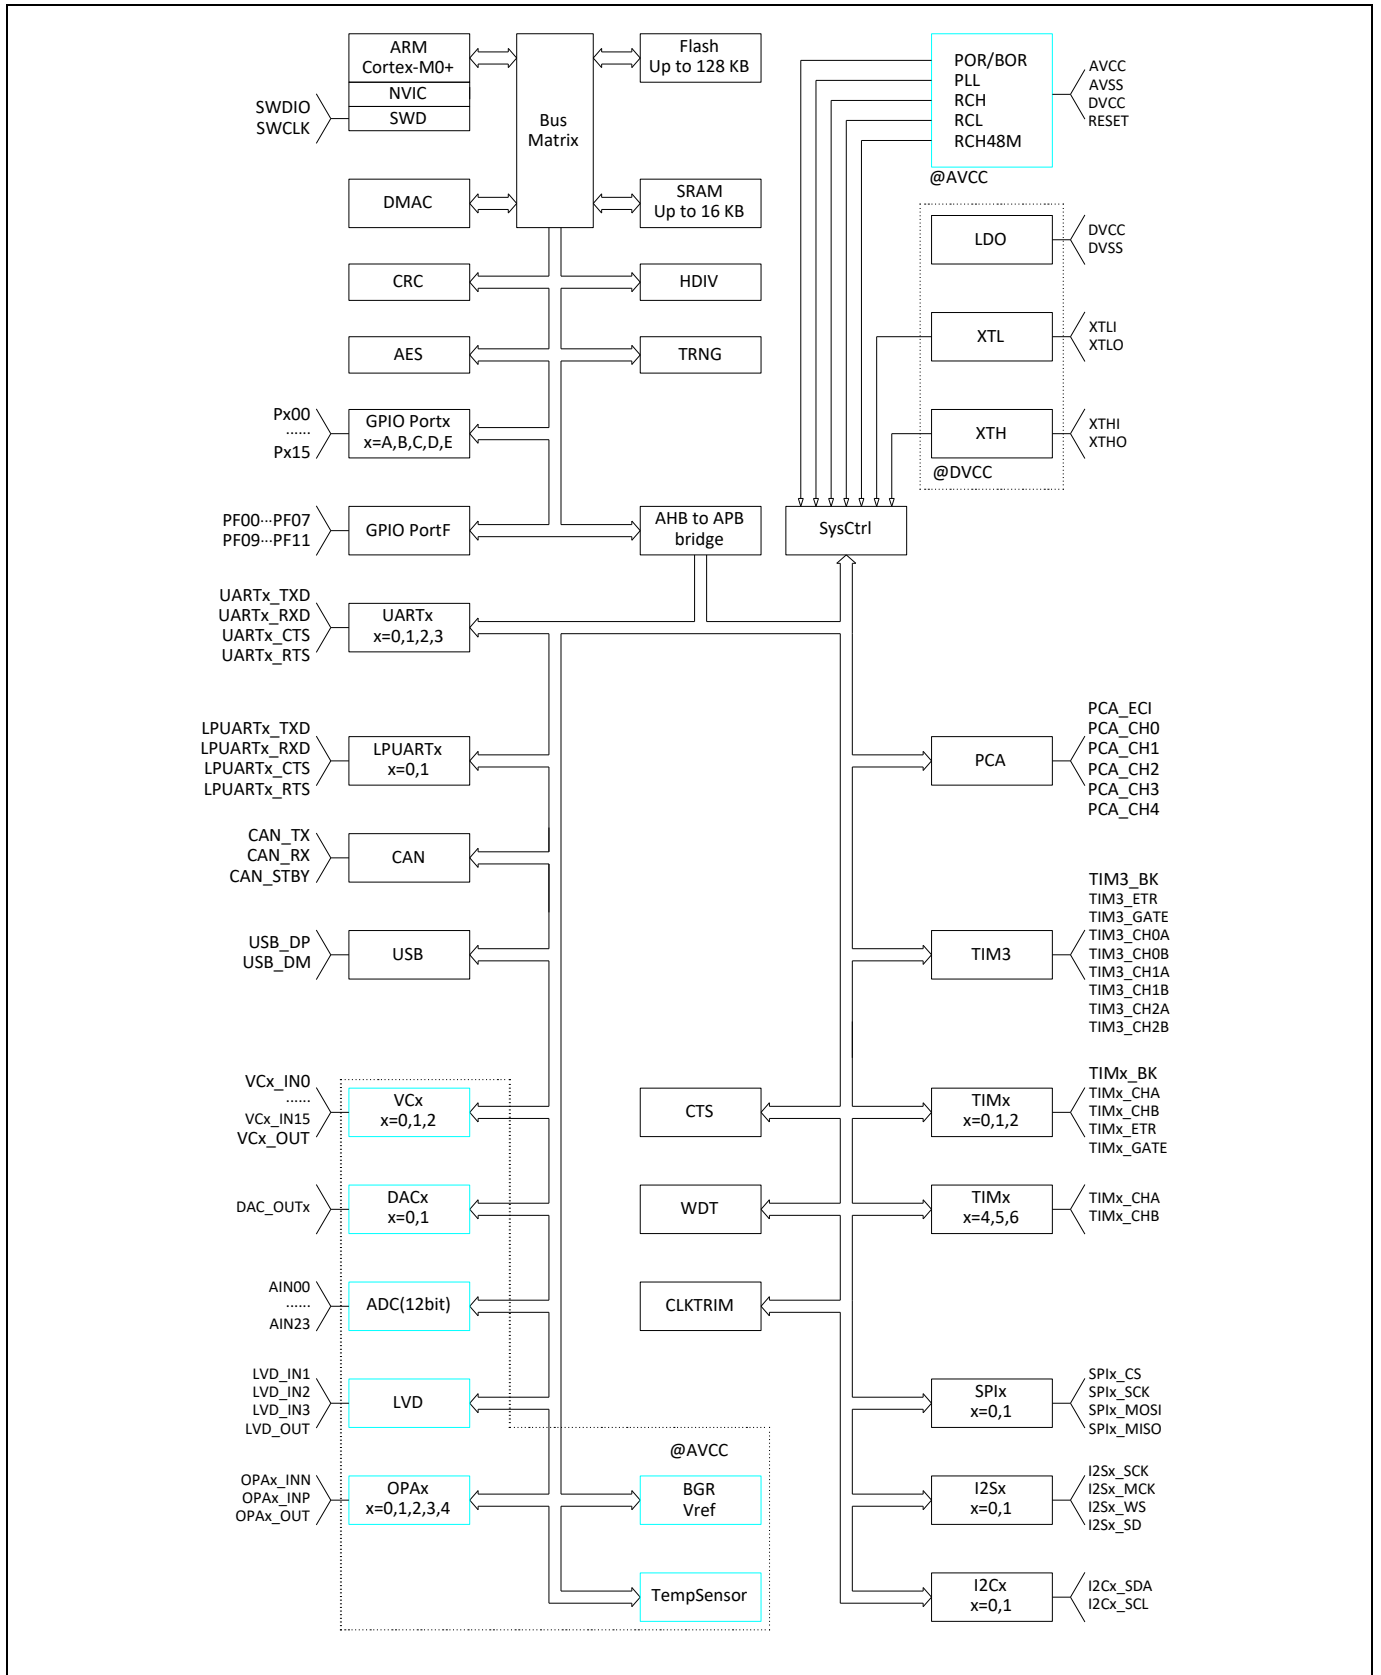 ARM
Cortex-M0+
NVIC
SWD
SWDIO
SWCLK
Bus
Matrix
Flash
Up to 128 KB
DMAC
SRAM
Up to 16 KB
CRC
HDIV
AES
TRNG
Px00
......
Px15
GPIO Portx
x=A,B,C,D,E
PF00···PF07
PF09···PF11
GPIO PortF
AHB to APB
bridge
POR/BOR
PLL
RCH
RCL
RCH48M
@AVCC
AVCC
AVSS
DVCC
RESET
LDO
DVCC
DVSS
XTL
XTLI
XTLO
XTH
@DVCC
XTHI
XTHO
SysCtrl
UARTx_TXD
UARTx_RXD
UARTx_CTS
UARTx_RTS
UARTx
x=0,1,2,3
LPUARTx_TXD
LPUARTx_RXD
LPUARTx_CTS
LPUARTx_RTS
LPUARTx
x=0,1
CAN_TX
CAN_RX
CAN_STBY
CAN
USB_DP
USB_DM
USB
VCx_IN0
......
VCx_IN15
VCx_OUT
VCx
x=0,1,2
DAC_OUTx
DACx
x=0,1
AIN00
......
AIN23
ADC(12bit)
LVD_IN1
LVD_IN2
LVD_IN3
LVD_OUT
LVD
OPAx_INN
OPAx_INP
OPAx_OUT
OPAx
x=0,1,2,3,4
@AVCC
BGR
Vref
TempSensor
CTS
WDT
CLKTRIM
PCA
PCA_ECI
PCA_CH0
PCA_CH1
PCA_CH2
PCA_CH3
PCA_CH4
TIM3
TIM3_BK
TIM3_ETR
TIM3_GATE
TIM3_CH0A
TIM3_CH0B
TIM3_CH1A
TIM3_CH1B
TIM3_CH2A
TIM3_CH2B
TIMx
x=0,1,2
TIMx_BK
TIMx_CHA
TIMx_CHB
TIMx_ETR
TIMx_GATE
TIMx
x=4,5,6
TIMx_CHA
TIMx_CHB
SPIx
x=0,1
SPIx_CS
SPIx_SCK
SPIx_MOSI
SPIx_MISO
I2Sx
x=0,1
I2Sx_SCK
I2Sx_MCK
I2Sx_WS
I2Sx_SD
I2Cx
x=0,1
I2Cx_SDA
I2Cx_SCL